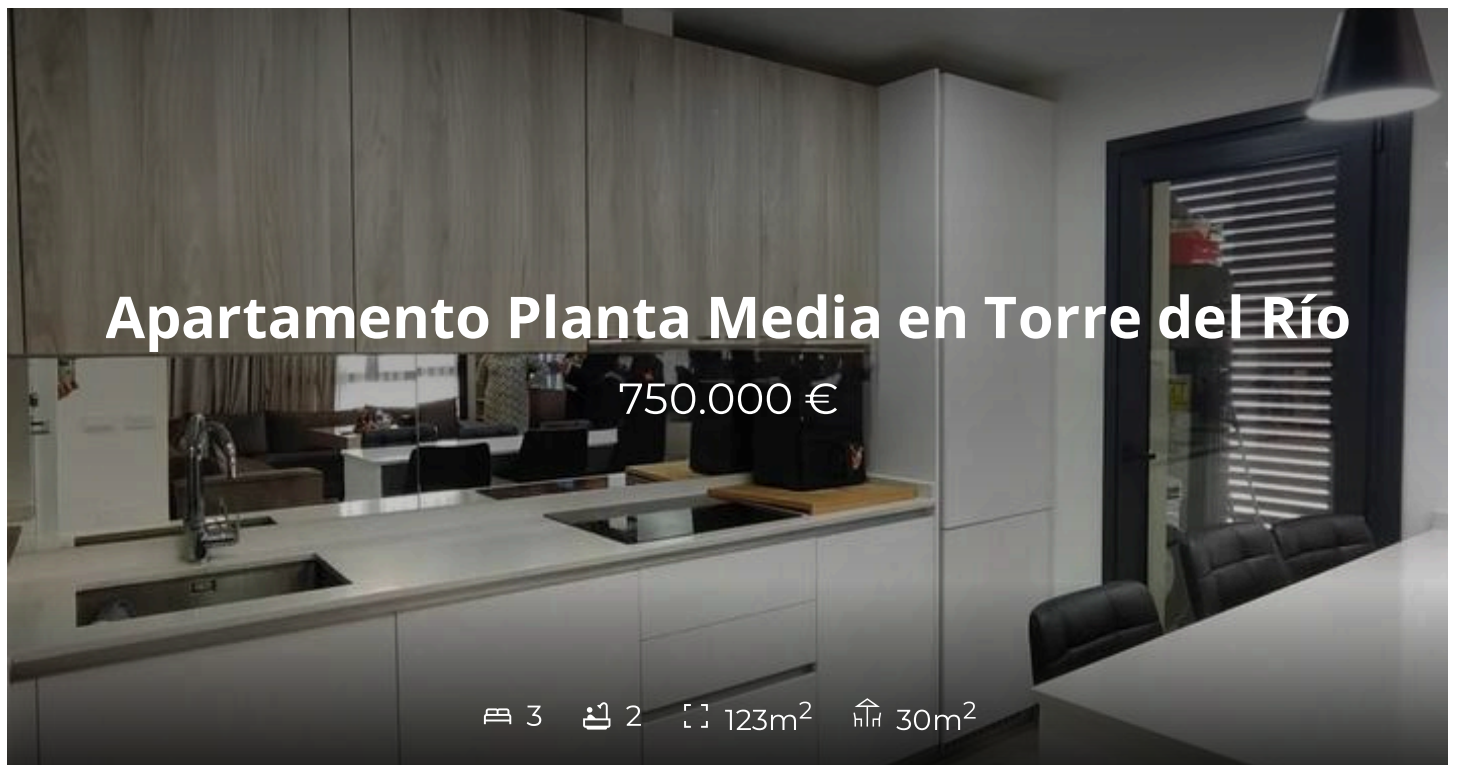 Apartamento Planta Media en Torre del Río
750.000 €
3 2 123m² 30m²